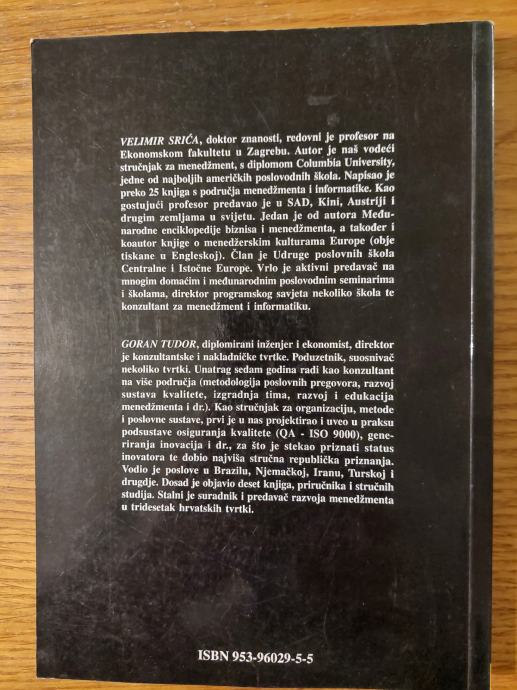 VELIMIR SRIĆA, doktor znanosti, redovni je profesor na
Ekonomskom fakultetu u Zagrebu. Autor je naš vodeći
stručnjak za menedžment, s diplomom Columbia University,
jedne od najboljih američkih poslovodnih škola. Napisao je
preko 25 knjiga s područja menedžmenta i informatike. Kao
gostujući profesor predavao je u SAD, Kini, Austriji i
drugim zemljama u svijetu. Jedan je od autora Među-
narodne enciklopedije biznisa i menedžmenta, a također i
koautor knjige o menedžerskim kulturama Europe (obje
tiskane u Engleskoj). Član je Udruge poslovnih škola
Centralne i Istočne Europe. Vrlo je aktivni predavač na
mnogim domaćim i međunarodnim poslovodnim seminarima
i školama, direktor programskog savjeta nekoliko škola te
konzultant za menedžment i informatiku.
GORAN TUDOR, diplomirani inženjer i ekonomist, direktor
je konzultantske i nakladničke tvrtke. Poduzetnik, suosnivač
nekoliko tvrtki. Unatrag sedam godina radi kao konzultant
na više područja (metodologija poslovnih pregovora, razvoj
sustava kvalitete, izgradnja tima, razvoj i edukacija
menedžmenta i dr.). Kao stručnjak za organizaciju, metode
i poslovne sustave, prvi je u nas projektirao i uveo u praksu
podsustave osiguranja kvalitete (QA - ISO 9000), gene-
riranja inovacija i dr., za što je stekao priznati status
inovatora te dobio najviša stručna republička priznanja.
Vodio je poslove u Brazilu, Njemačkoj, Iranu, Turskoj i
drugdje. Dosad je objavio deset knjiga, priručnika i stručnih
studija. Stalni je suradnik i predavač razvoja menedžmenta
u tridesetak hrvatskih tvrtki.
ISBN 953-96029-5-5